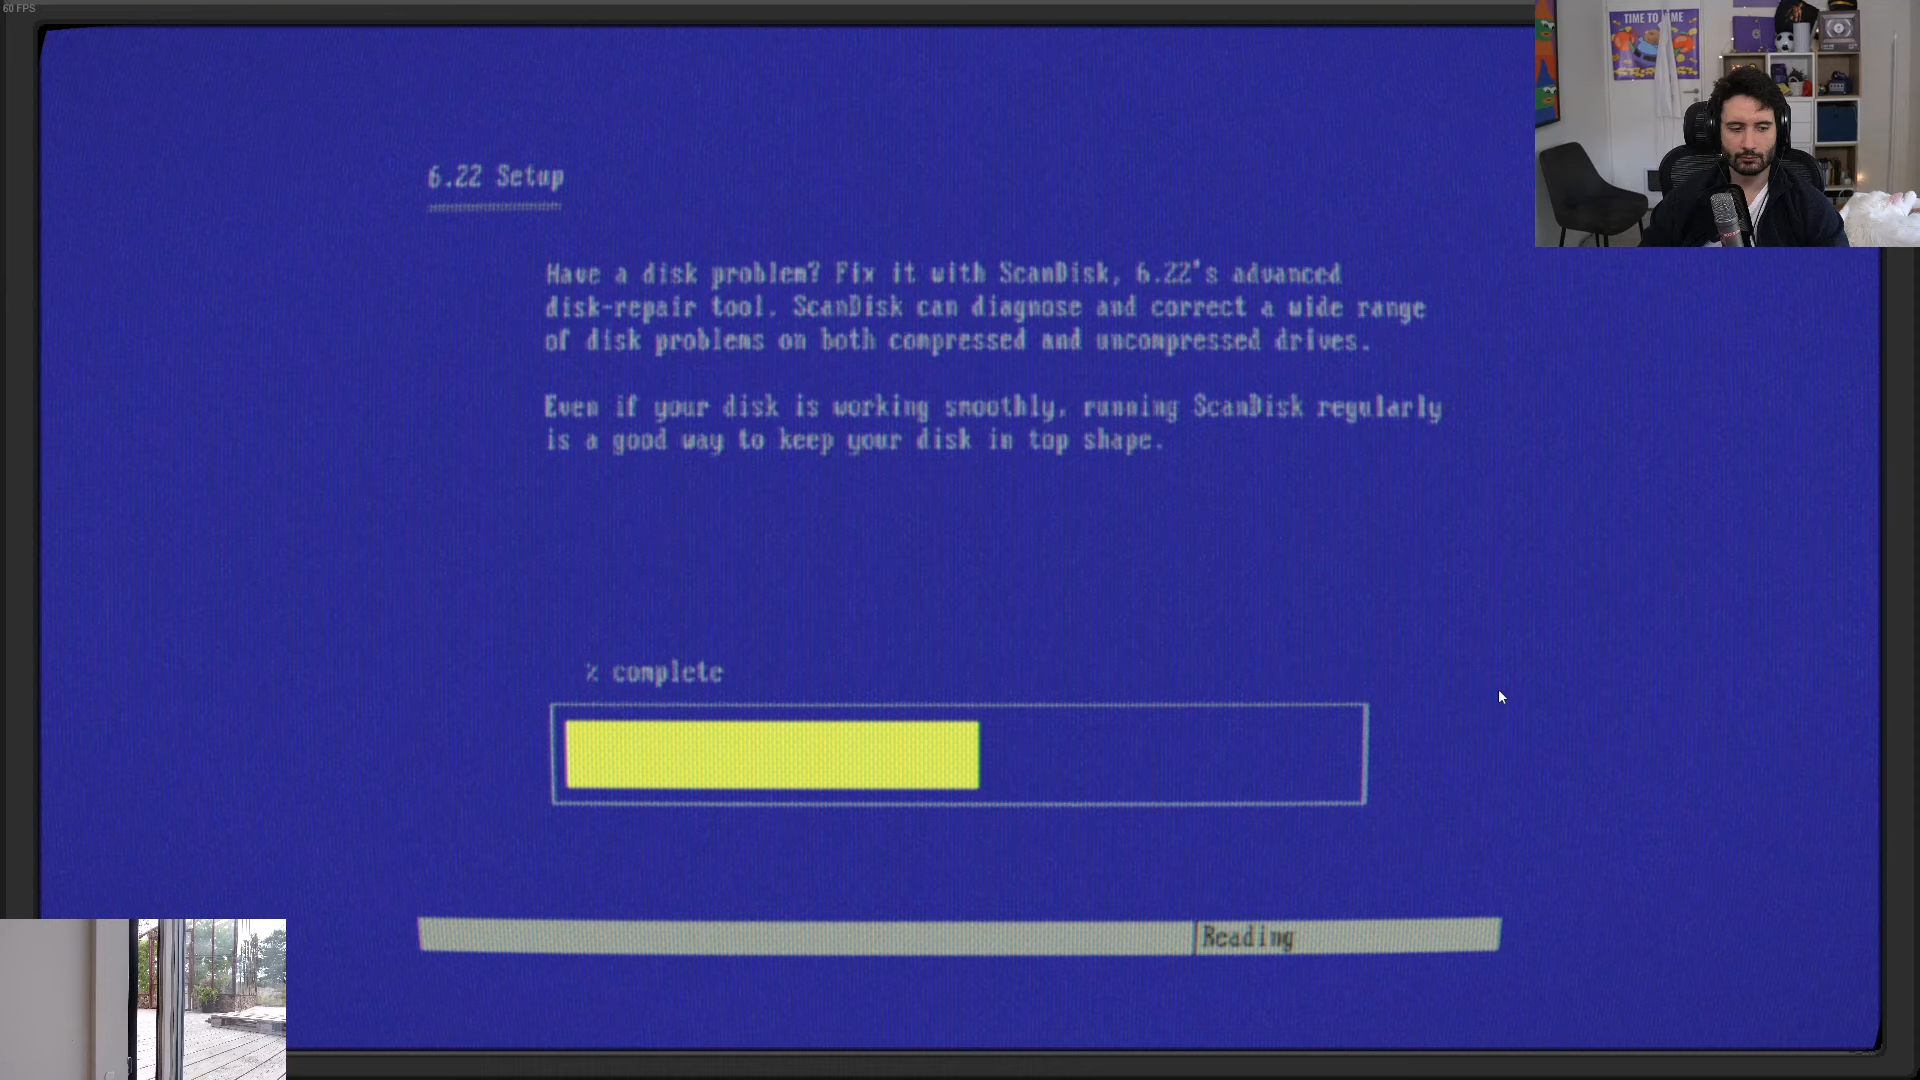 60 FPS
TIME TO
6.22 Setup
Have a disk problem? Fix it with ScanDisk, 6.22's advanced
disk-repair tool. ScanDisk can diagnose and correct a wide range
of disk problems on both compressed and uncompressed drives.
Even if your disk is working smoothly, running ScanDisk regularly
is a good way to keep your disk in top shape.
% complete
Reading